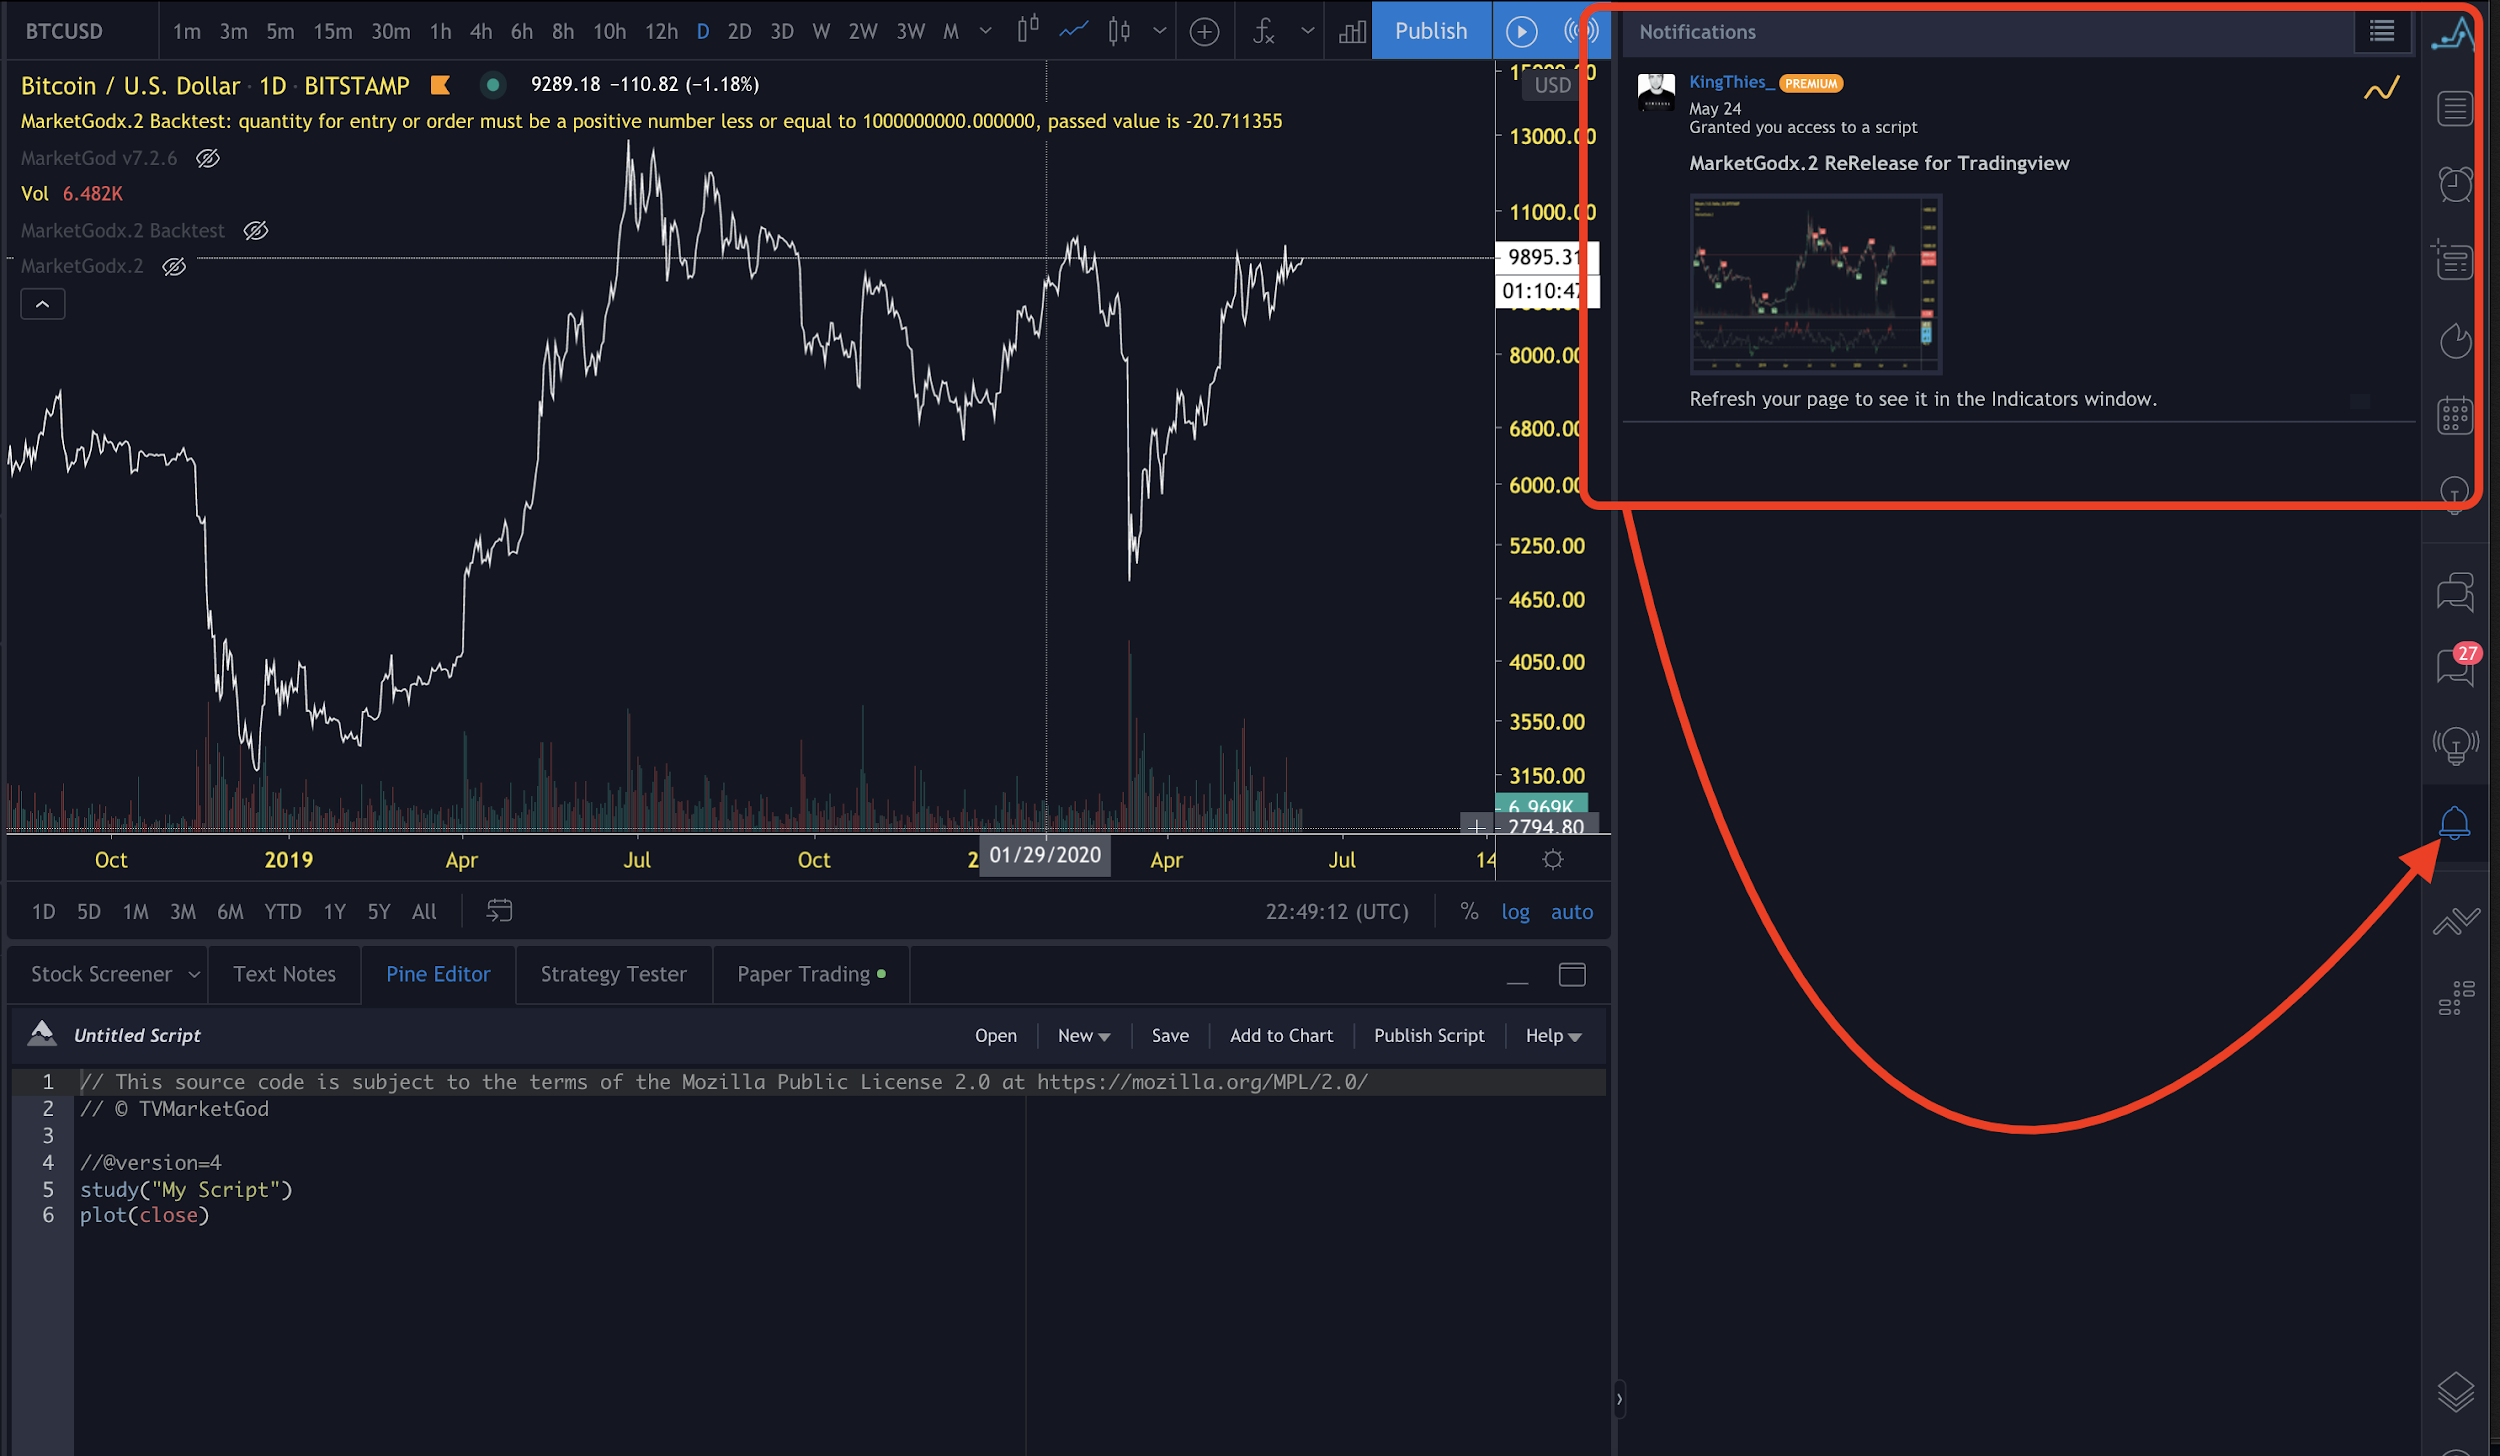 BTCUSD 1m 3m 5m 15m 30m 1h 4h 6h 8h 10h 12h D 2D 3D W 2W 3W M Publish
Bitcoin / U.S. Dollar · 1D · BITSTAMP 9289.18 −110.82 (−1.18%)
MarketGodx.2 Backtest: quantity for entry or order must be a positive number less or equal to 1000000000.000000, passed value is -20.711355
MarketGod v7.2.6
Vol 6.482K
MarketGodx.2 Backtest
MarketGodx.2
USD
13000.00
11000.00
9895.31
01:10:47
8000.00
6800.00
6000.00
5250.00
4650.00
4050.00
3550.00
3150.00
6.969K
2794.80
Oct 2019 Apr Jul Oct 01/29/2020 Apr Jul 14
1D 5D 1M 3M 6M YTD 1Y 5Y All 22:49:12 (UTC) % log auto
Stock Screener Text Notes Pine Editor Strategy Tester Paper Trading
Untitled Script Open New Save Add to Chart Publish Script Help
1 // This source code is subject to the terms of the Mozilla Public License 2.0 at https://mozilla.org/MPL/2.0/
2 // © TVMarketGod
3
4 //@version=4
5 study("My Script")
6 plot(close)
Notifications
KingThies_ PREMIUM
May 24
Granted you access to a script
MarketGodx.2 ReRelease for Tradingview
Refresh your page to see it in the Indicators window.
27